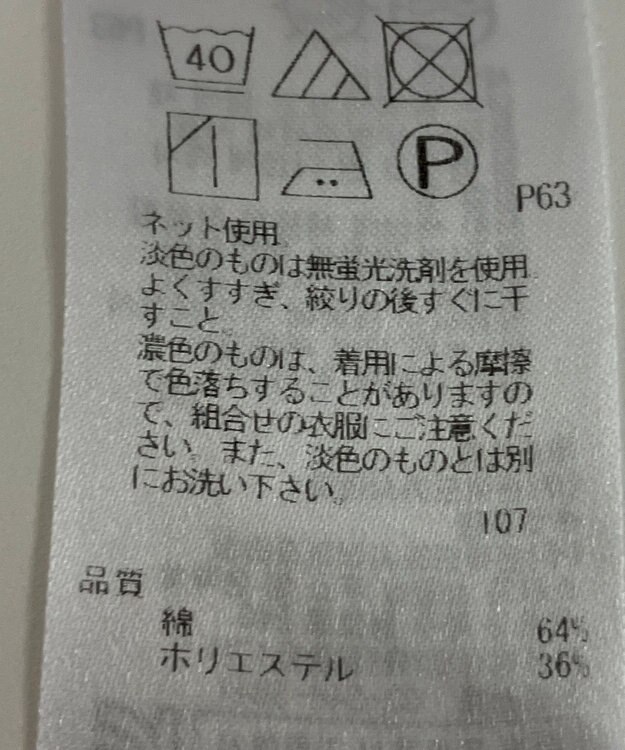 40
P
P63
ネット使用
淡色のものは無蛍光洗剤を使用
よくすすぎ、絞りの後すぐに干
すこと。
濃色のものは、着用による摩擦
で色落ちすることがありますの
で、組合せの衣服にご注意くだ
さい。また、淡色のものとは別
にお洗い下さい。
107
品質
綿 64%
ポリエステル 36%